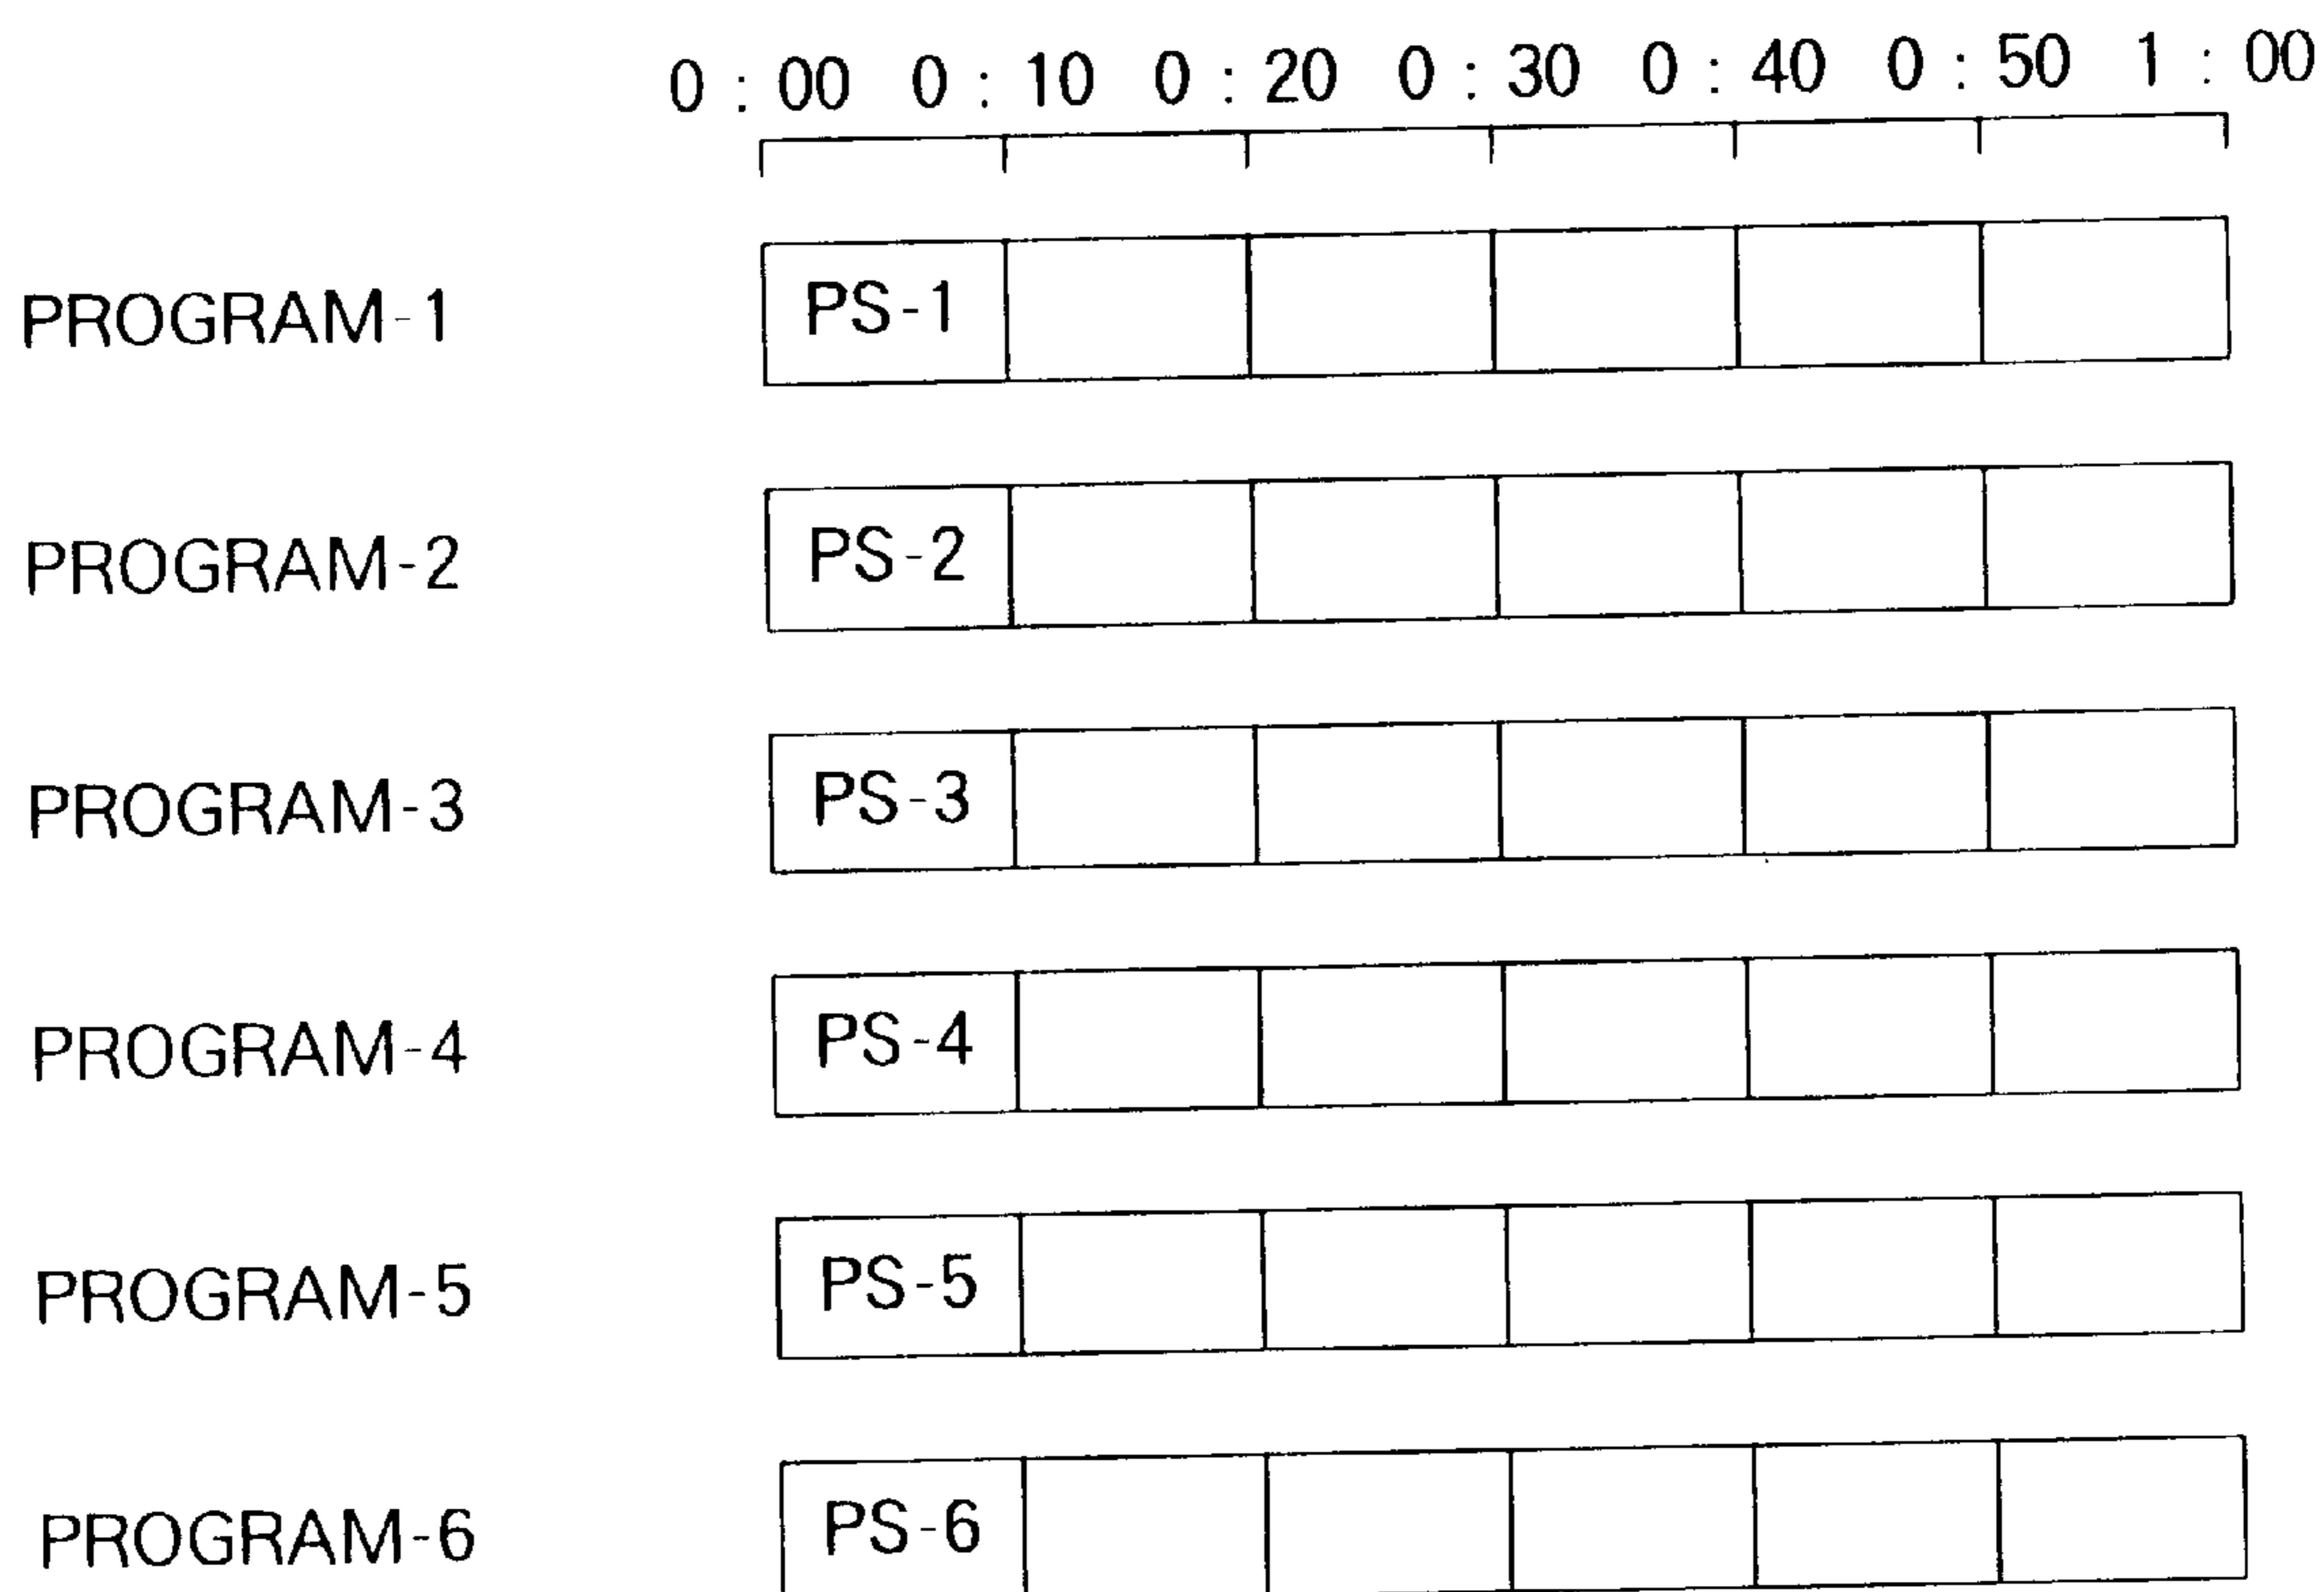 0 : 00 0 : 10 0 : 20 0 : 30 0 : 40 0 : 50 1 : 00
PROGRAM-1 PS-1
PROGRAM-2 PS-2
PROGRAM-3 PS-3
PROGRAM-4 PS-4
PROGRAM-5 PS-5
PROGRAM-6 PS-6